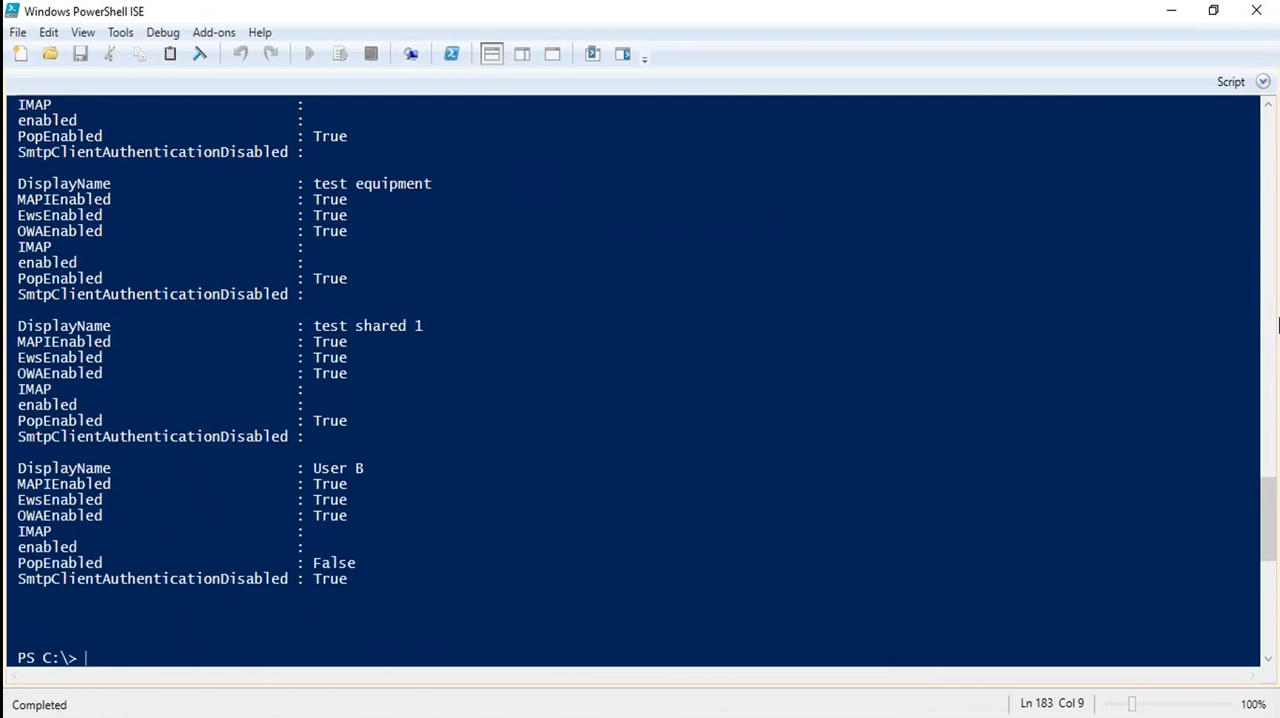 Windows PowerShell ISE
File Edit View Tools Debug Add-ons Help
Script
IMAP :
enabled :
PopEnabled : True
SmtpClientAuthenticationDisabled :
DisplayName : test equipment
MAPIEnabled : True
EwsEnabled : True
OWAEnabled : True
IMAP :
enabled :
PopEnabled : True
SmtpClientAuthenticationDisabled :
DisplayName : test shared 1
MAPIEnabled : True
EwsEnabled : True
OWAEnabled : True
IMAP :
enabled :
PopEnabled : True
SmtpClientAuthenticationDisabled :
DisplayName : User B
MAPIEnabled : True
EwsEnabled : True
OWAEnabled : True
IMAP :
enabled :
PopEnabled : False
SmtpClientAuthenticationDisabled : True
PS C:\>
Completed Ln 183 Col 9 100%